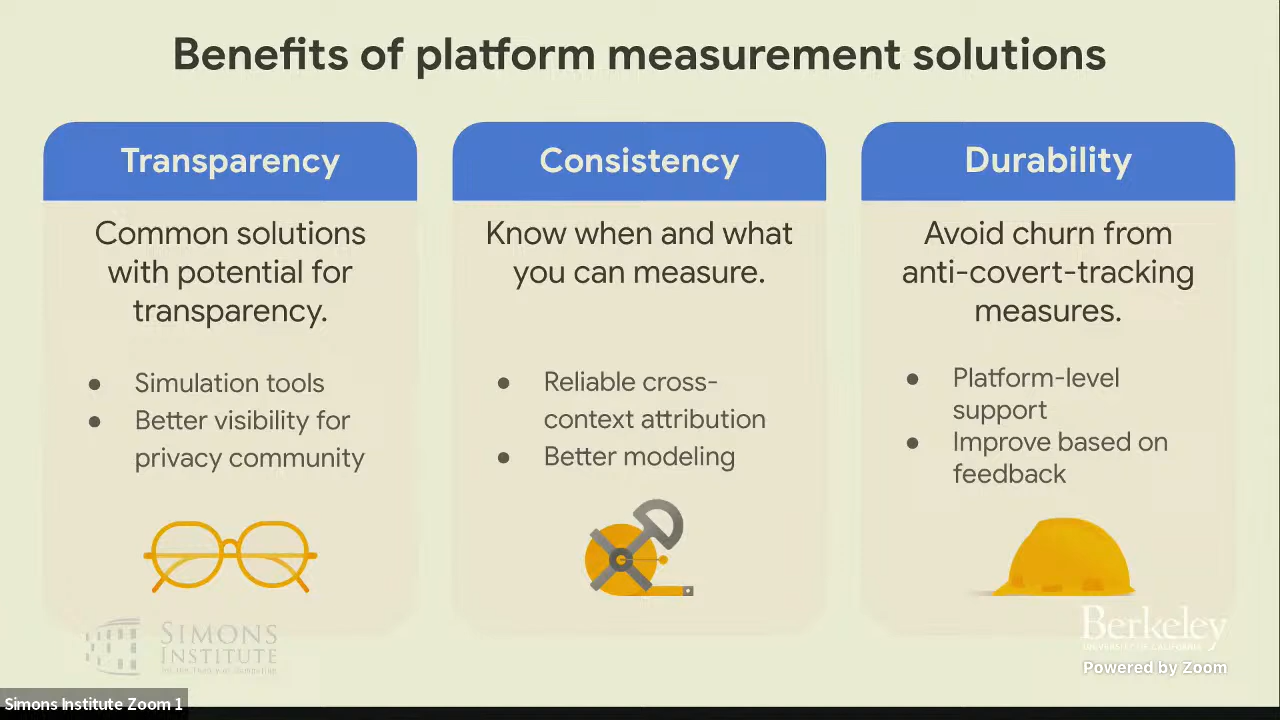 Benefits of platform measurement solutions
Transparency
Common solutions
with potential for
transparency.
● Simulation tools
● Better visibility for
privacy community
Consistency
Know when and what
you can measure.
● Reliable cross-
context attribution
● Better modeling
Durability
Avoid churn from
anti-covert-tracking
measures.
● Platform-level
support
● Improve based on
feedback
SIMONS
INSTITUTE
Berkeley
UNIVERSITY OF CALIFORNIA
Powered by Zoom
Simons Institute Zoom 1